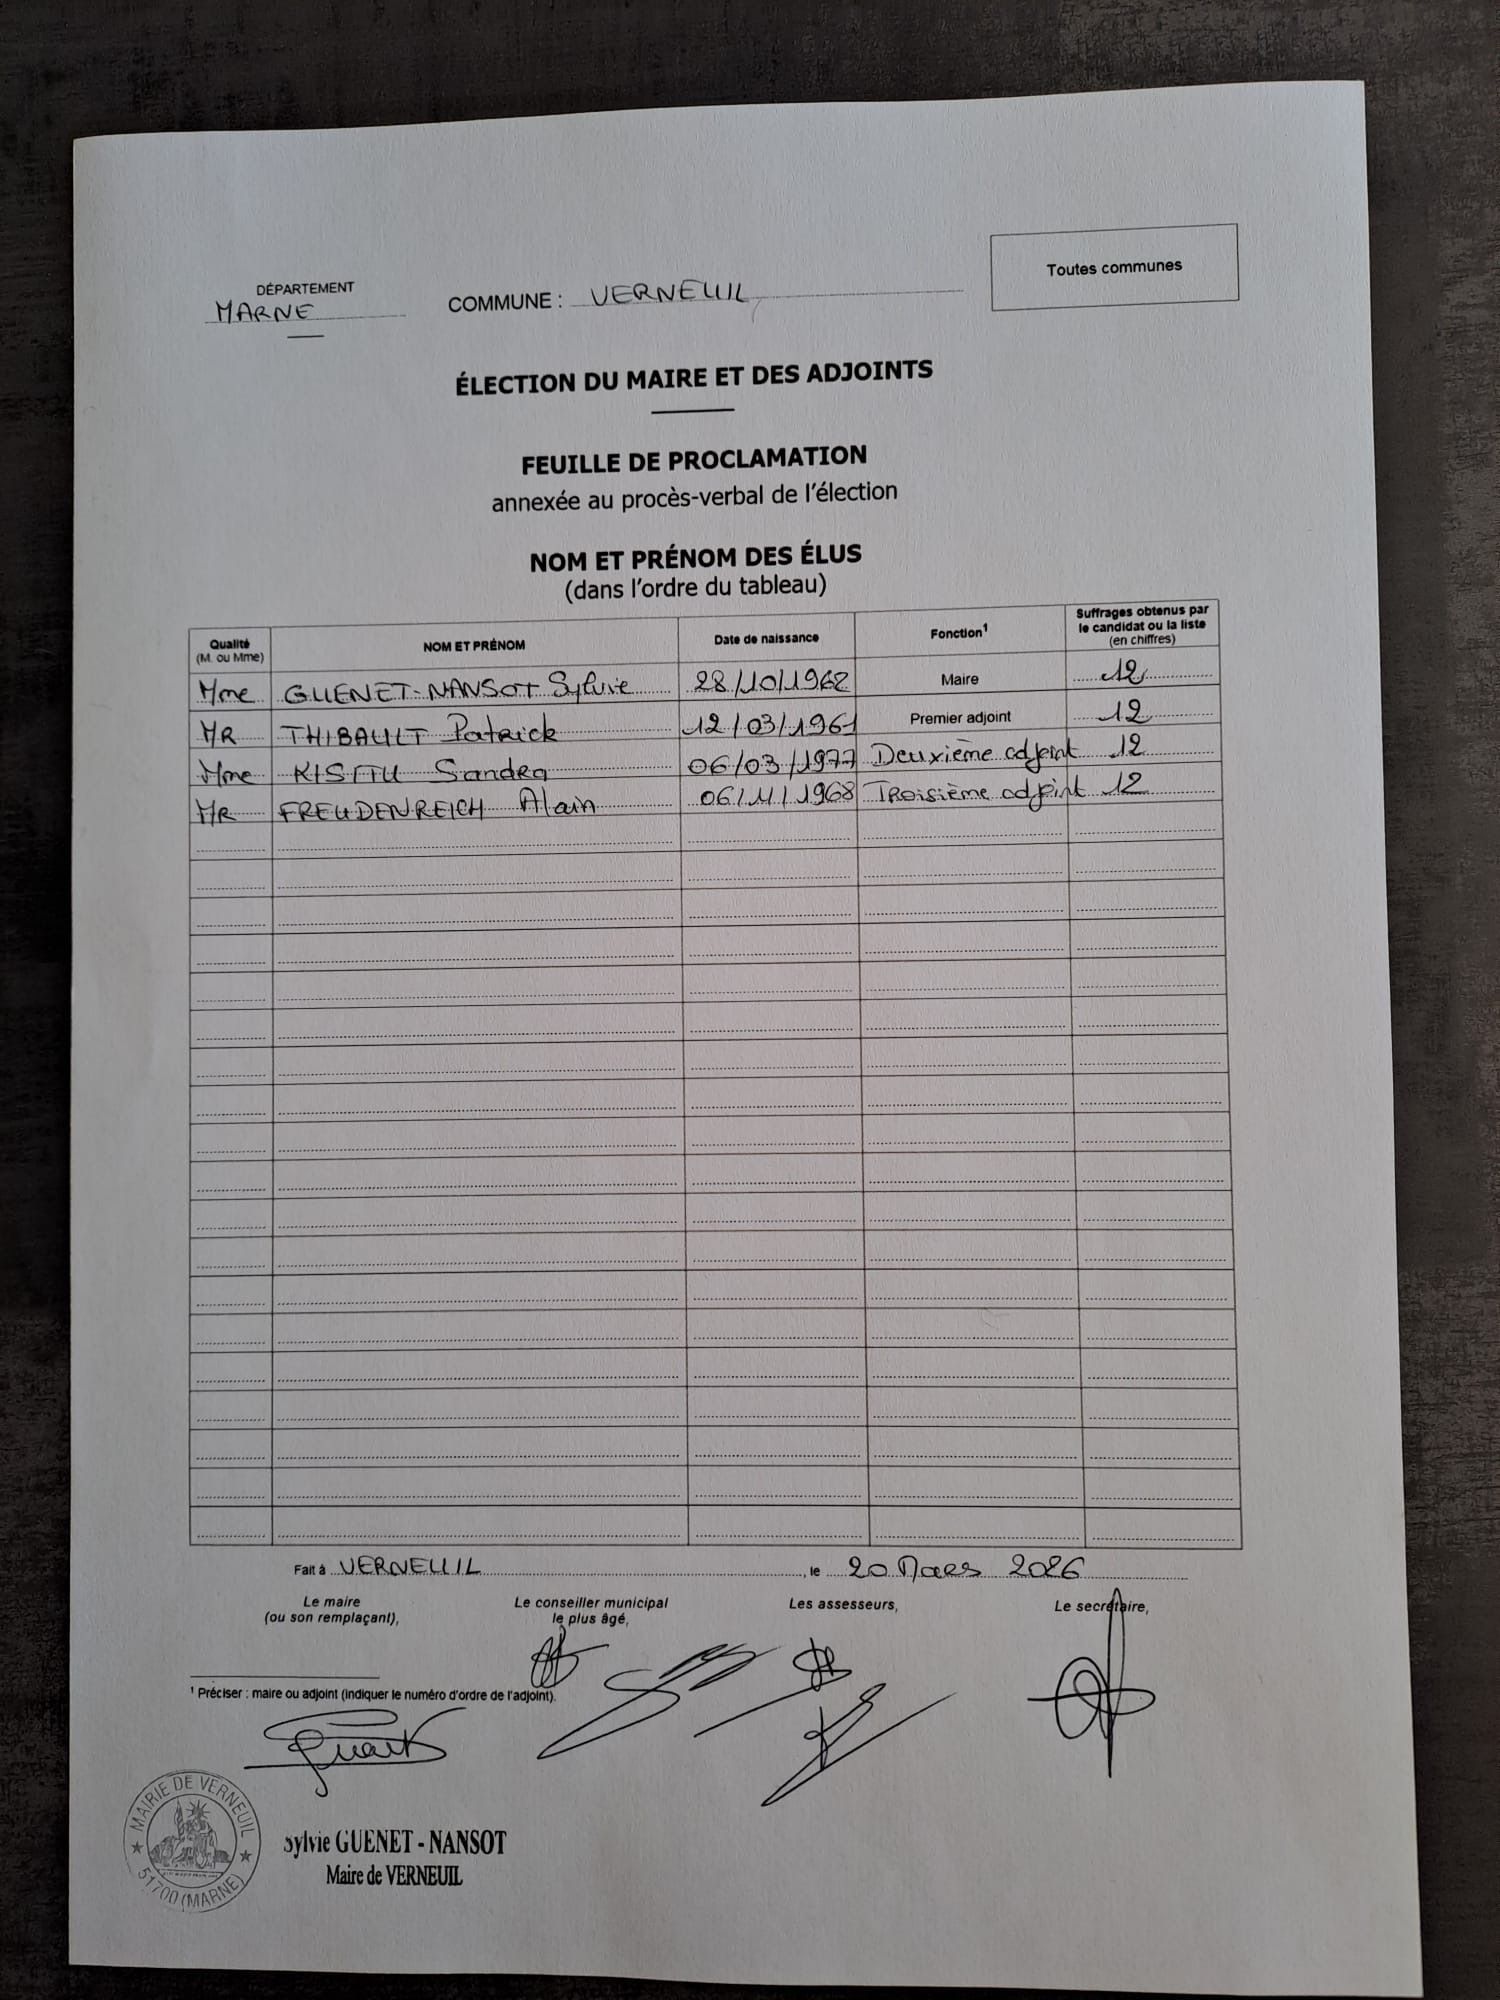 DÉPARTEMENT
MARNE
COMMUNE : VERNEUIL
Toutes communes
ÉLECTION DU MAIRE ET DES ADJOINTS
FEUILLE DE PROCLAMATION
annexée au procès-verbal de l'élection
NOM ET PRÉNOM DES ÉLUS
(dans l'ordre du tableau)
Qualité (M. ou Mme) NOM ET PRÉNOM Date de naissance Fonction¹ Suffrages obtenus par le candidat ou la liste (en chiffres)
Mme GUENET-NANSOT Sylvie 28/10/1962 Maire 12
MR THIBAULT Patrick 12/03/1961 Premier adjoint 12
Mme Sandra 06/03/1977 Deuxième adjoint 12
MR FREUDENREICH Alain 06/11/1968 Troisième adjoint 12
Fait à VERNEUIL, le 20 Mars 2026
Le maire (ou son remplaçant), Le conseiller municipal le plus âgé, Les assesseurs, Le secrétaire,
¹ Préciser : maire ou adjoint (indiquer le numéro d'ordre de l'adjoint).
MAIRIE DE VERNEUIL
51700 (MARNE)
Sylvie GUENET - NANSOT
Maire de VERNEUIL